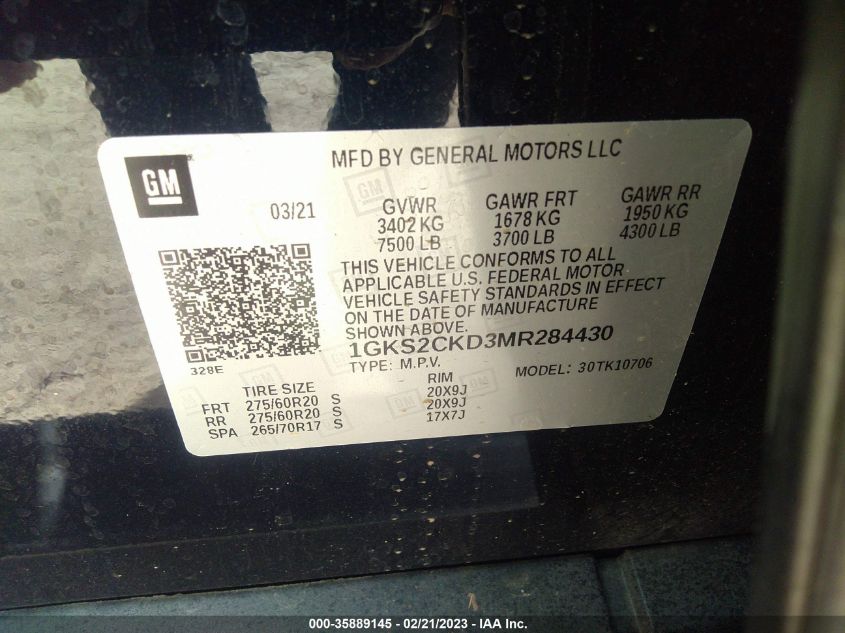 GM
MFD BY GENERAL MOTORS LLC
03/21
GVWR GAWR FRT GAWR RR
3402 KG 1678 KG 1950 KG
7500 LB 3700 LB 4300 LB
THIS VEHICLE CONFORMS TO ALL
APPLICABLE U.S. FEDERAL MOTOR
VEHICLE SAFETY STANDARDS IN EFFECT
ON THE DATE OF MANUFACTURE
SHOWN ABOVE.
1GKS2CKD3MR284430
328E
TYPE: M.P.V. MODEL: 30TK10706
TIRE SIZE RIM
FRT 275/60R20 S 20X9J
RR 275/60R20 S 20X9J
SPA 265/70R17 S 17X7J
000-35889145 - 02/21/2023 - IAA Inc.